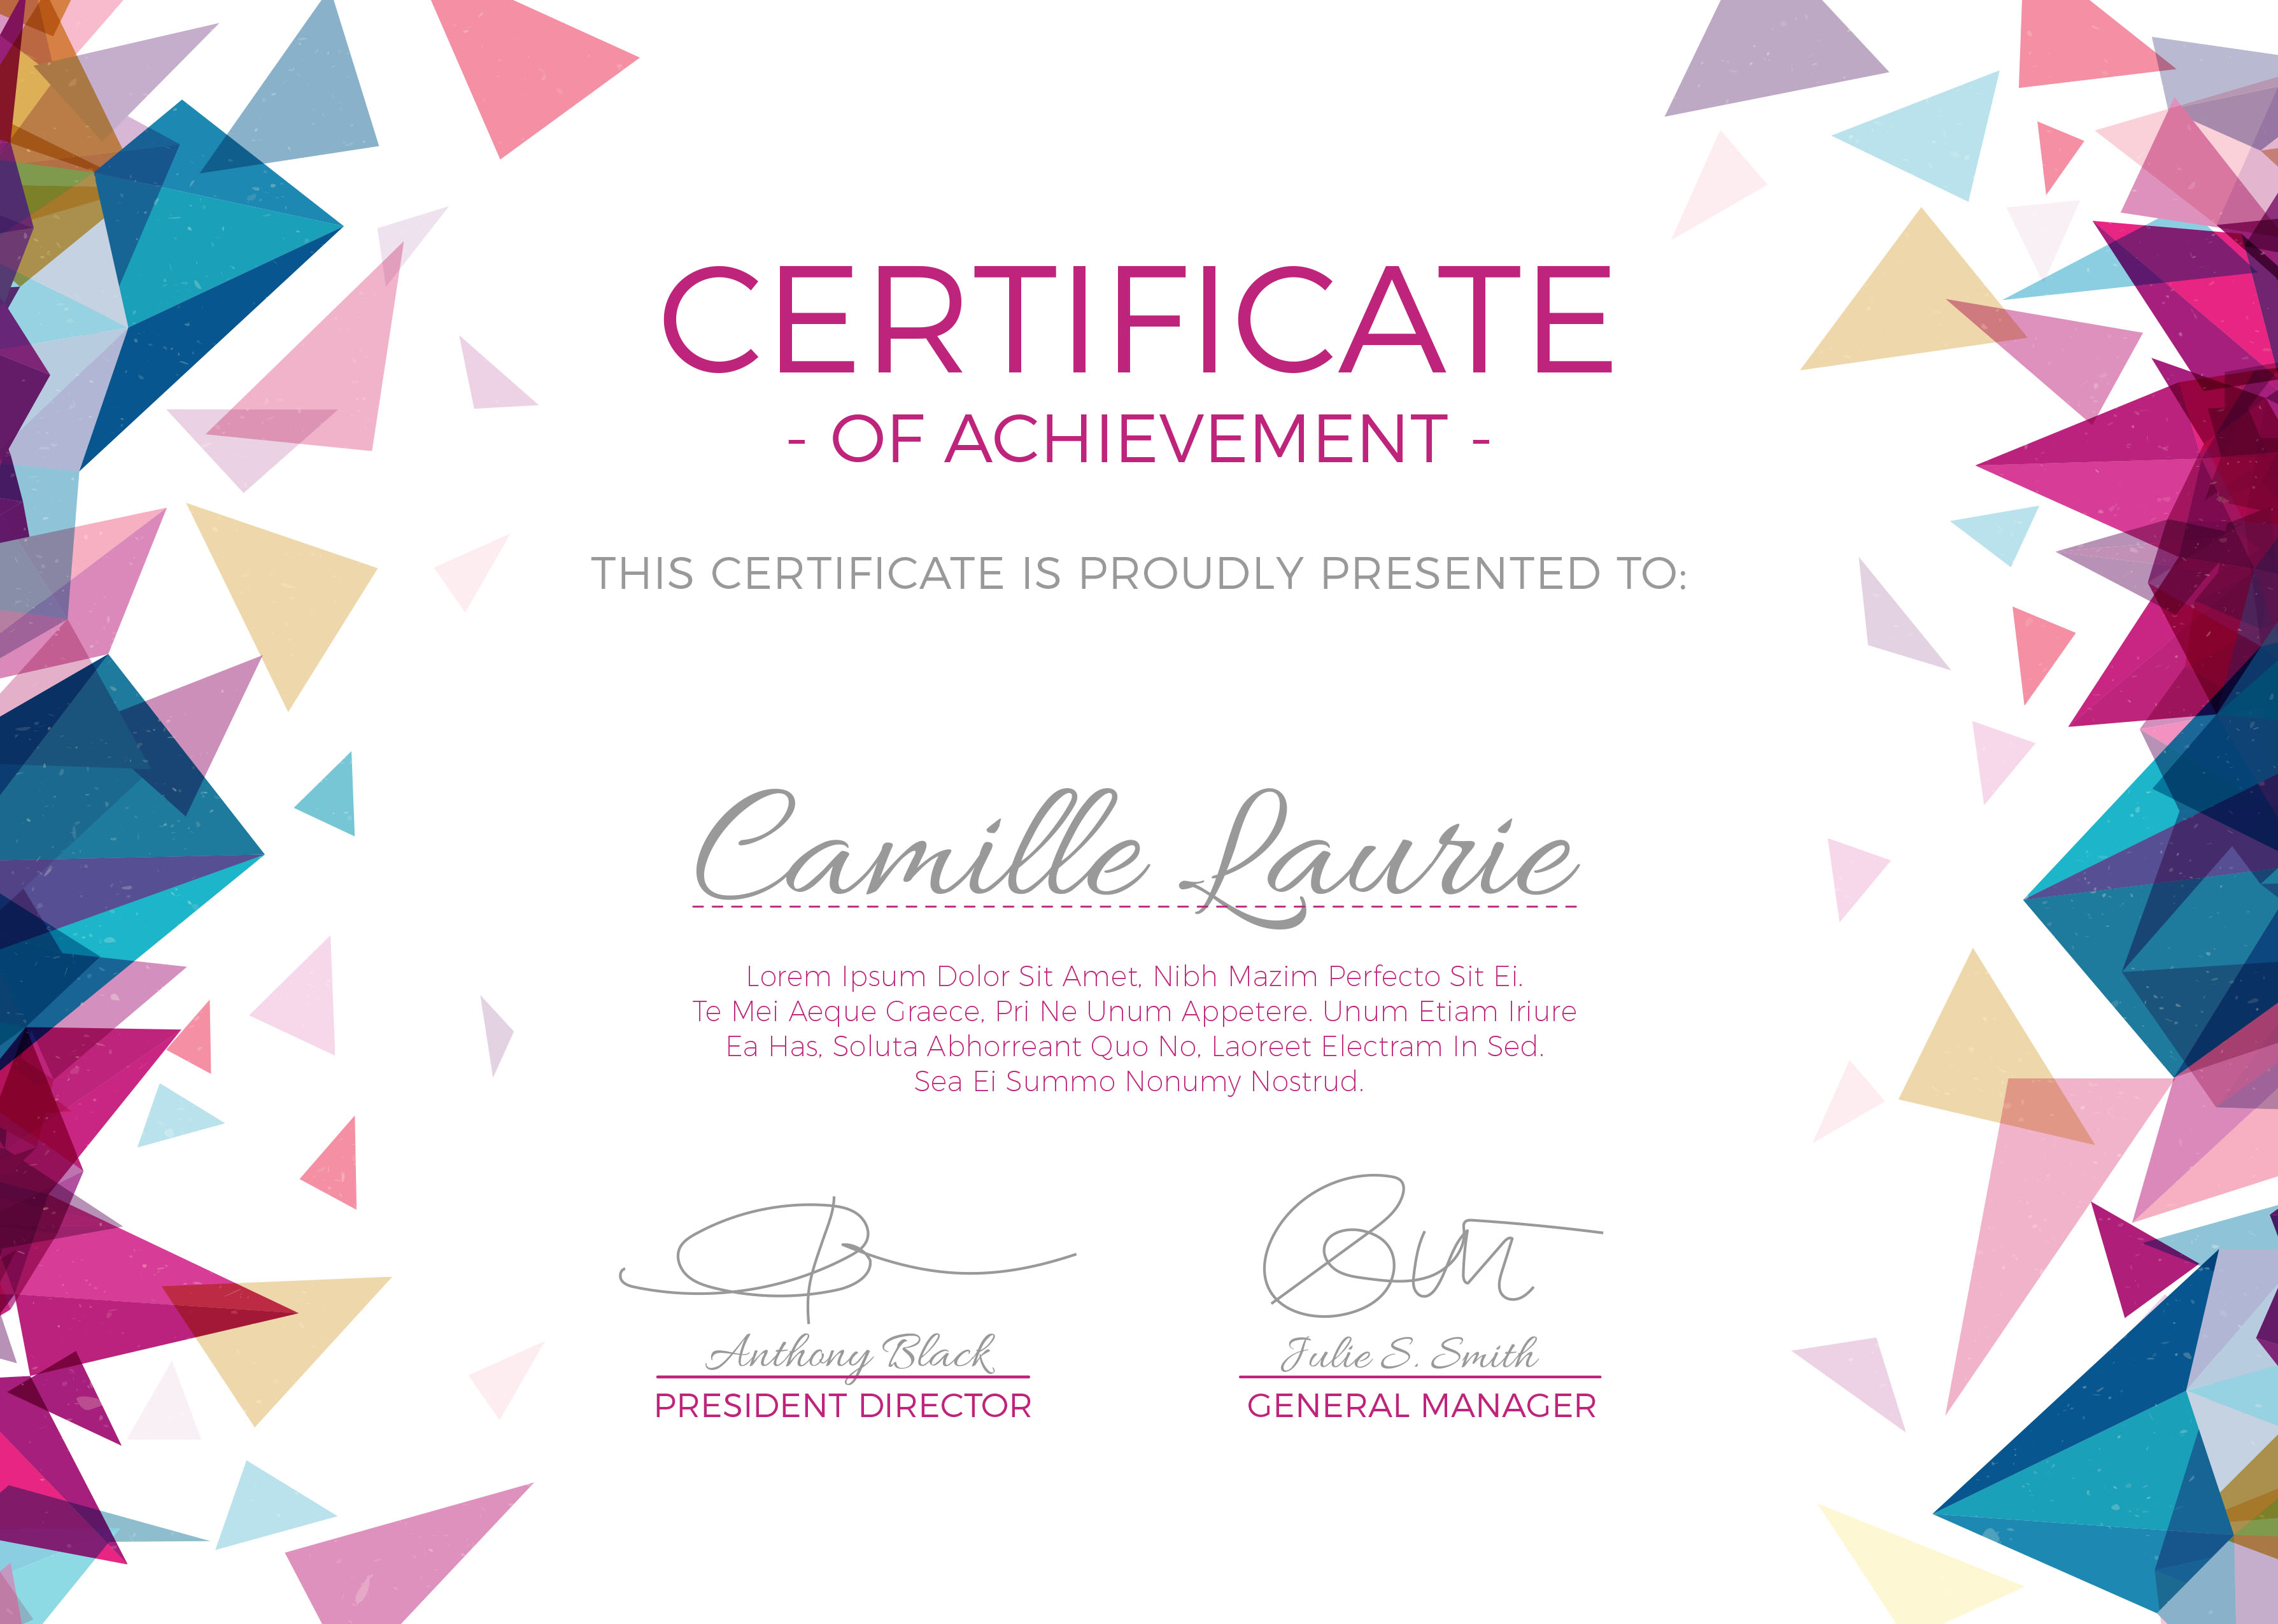 CERTIFICATE
- OF ACHIEVEMENT -
THIS CERTIFICATE IS PROUDLY PRESENTED TO:
Camille Laurie
Lorem Ipsum Dolor Sit Amet, Nibh Mazim Perfecto Sit Ei.
Te Mei Aeque Graece, Pri Ne Unum Appetere. Unum Etiam Iriure
Ea Has, Soluta Abhorreant Quo No, Laoreet Electram In Sed.
Sea Ei Summo Nonumy Nostrud.
Anthony Black Julie S. Smith
PRESIDENT DIRECTOR GENERAL MANAGER